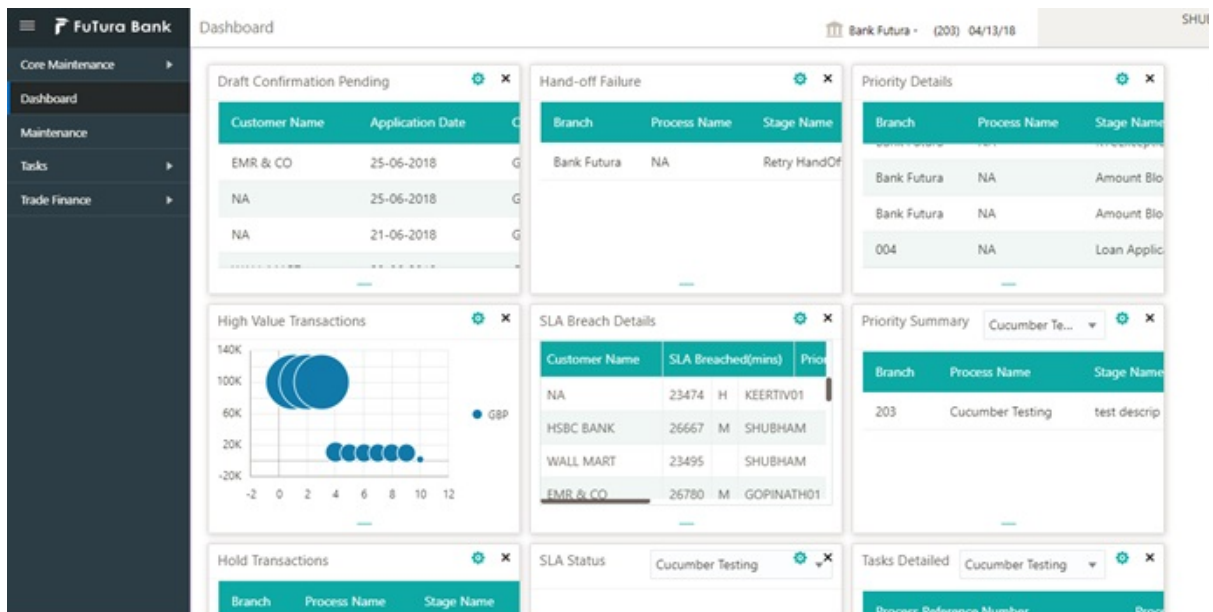 FuTura Bank
Dashboard
Bank Futura - (203) 04/13/18
SHU
Core Maintenance
Dashboard
Maintenance
Tasks
Trade Finance
Draft Confirmation Pending
Customer Name Application Date
EMR & CO 25-06-2018 G
NA 25-06-2018 G
NA 21-06-2018 G
Hand-off Failure
Branch Process Name Stage Name
Bank Futura NA Retry HandOf
Priority Details
Branch Process Name Stage Name
Bank Futura NA Amount Blo
Bank Futura NA Amount Blo
004 NA Loan Applic
High Value Transactions
140K
100K
60K
20K
-20K
-2 0 2 4 6 8 10 12
GBP
SLA Breach Details
Customer Name SLA Breached(mins) Prior
NA 23474 H KEERTIV01
HSBC BANK 26667 M SHUBHAM
WALL MART 23495 SHUBHAM
EMR & CO 26780 M GOPINATH01
Priority Summary Cucumber Te...
Branch Process Name Stage Name
203 Cucumber Testing test descrip
Hold Transactions
Branch Process Name Stage Name
SLA Status Cucumber Testing
Tasks Detailed Cucumber Testing
Process Reference Number Proce